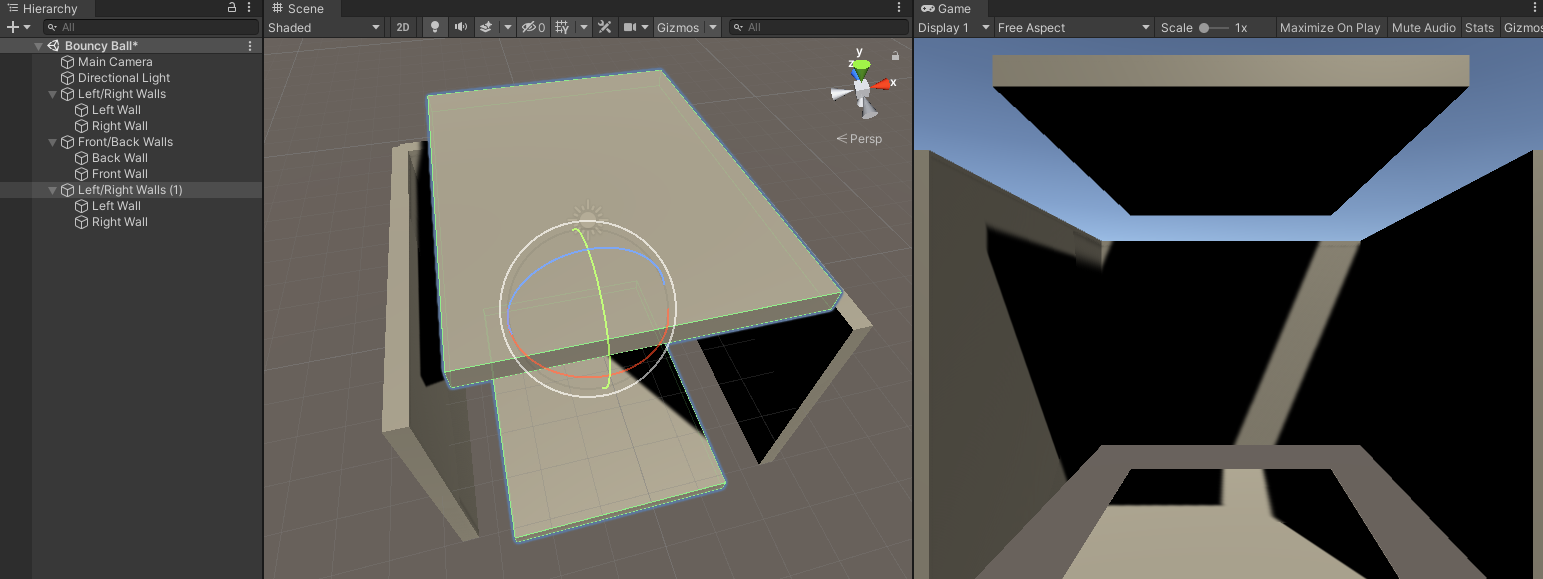 Hierarchy
All
Bouncy Ball*
Main Camera
Directional Light
Left/Right Walls
Left Wall
Right Wall
Front/Back Walls
Back Wall
Front Wall
Left/Right Walls (1)
Left Wall
Right Wall
Scene
Shaded 2D 0 Gizmos All
y
z
x
Persp
Game
Display 1 Free Aspect Scale 1x Maximize On Play Mute Audio Stats Gizmos